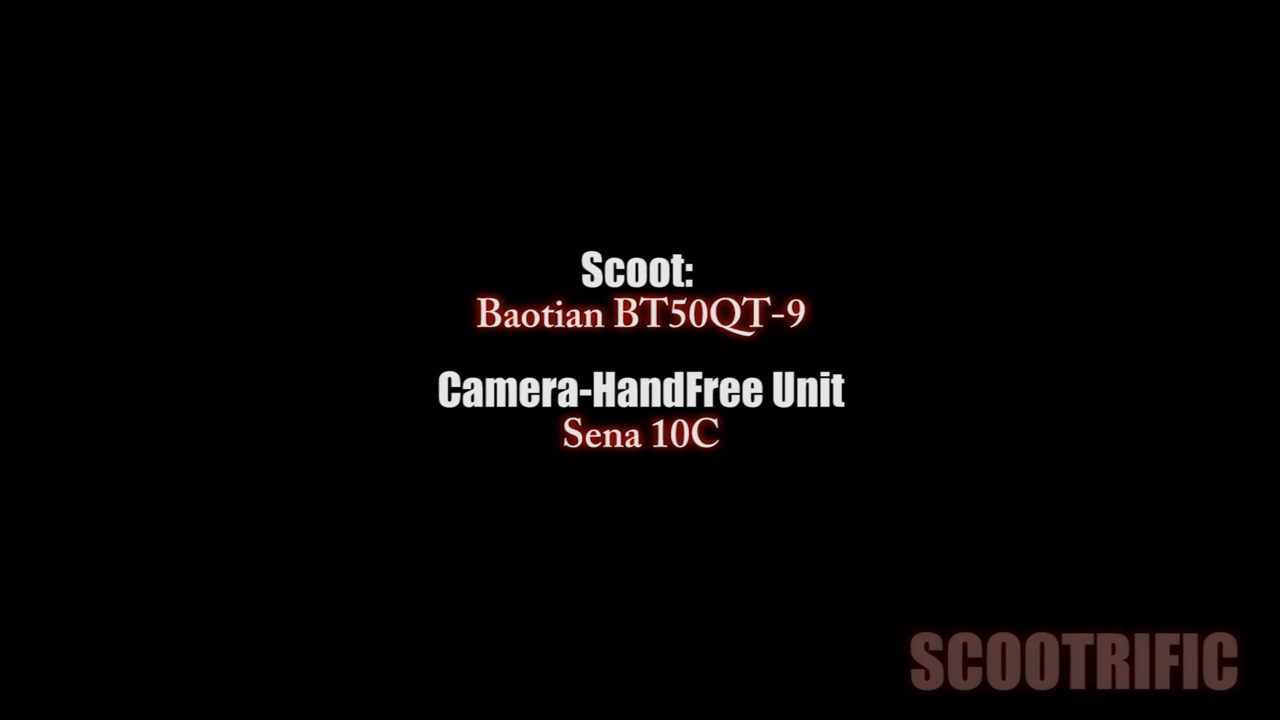 Scoot:
Baotian BT50QT-9
Camera-HandFree Unit
Sena 10C
SCOOTRIFIC